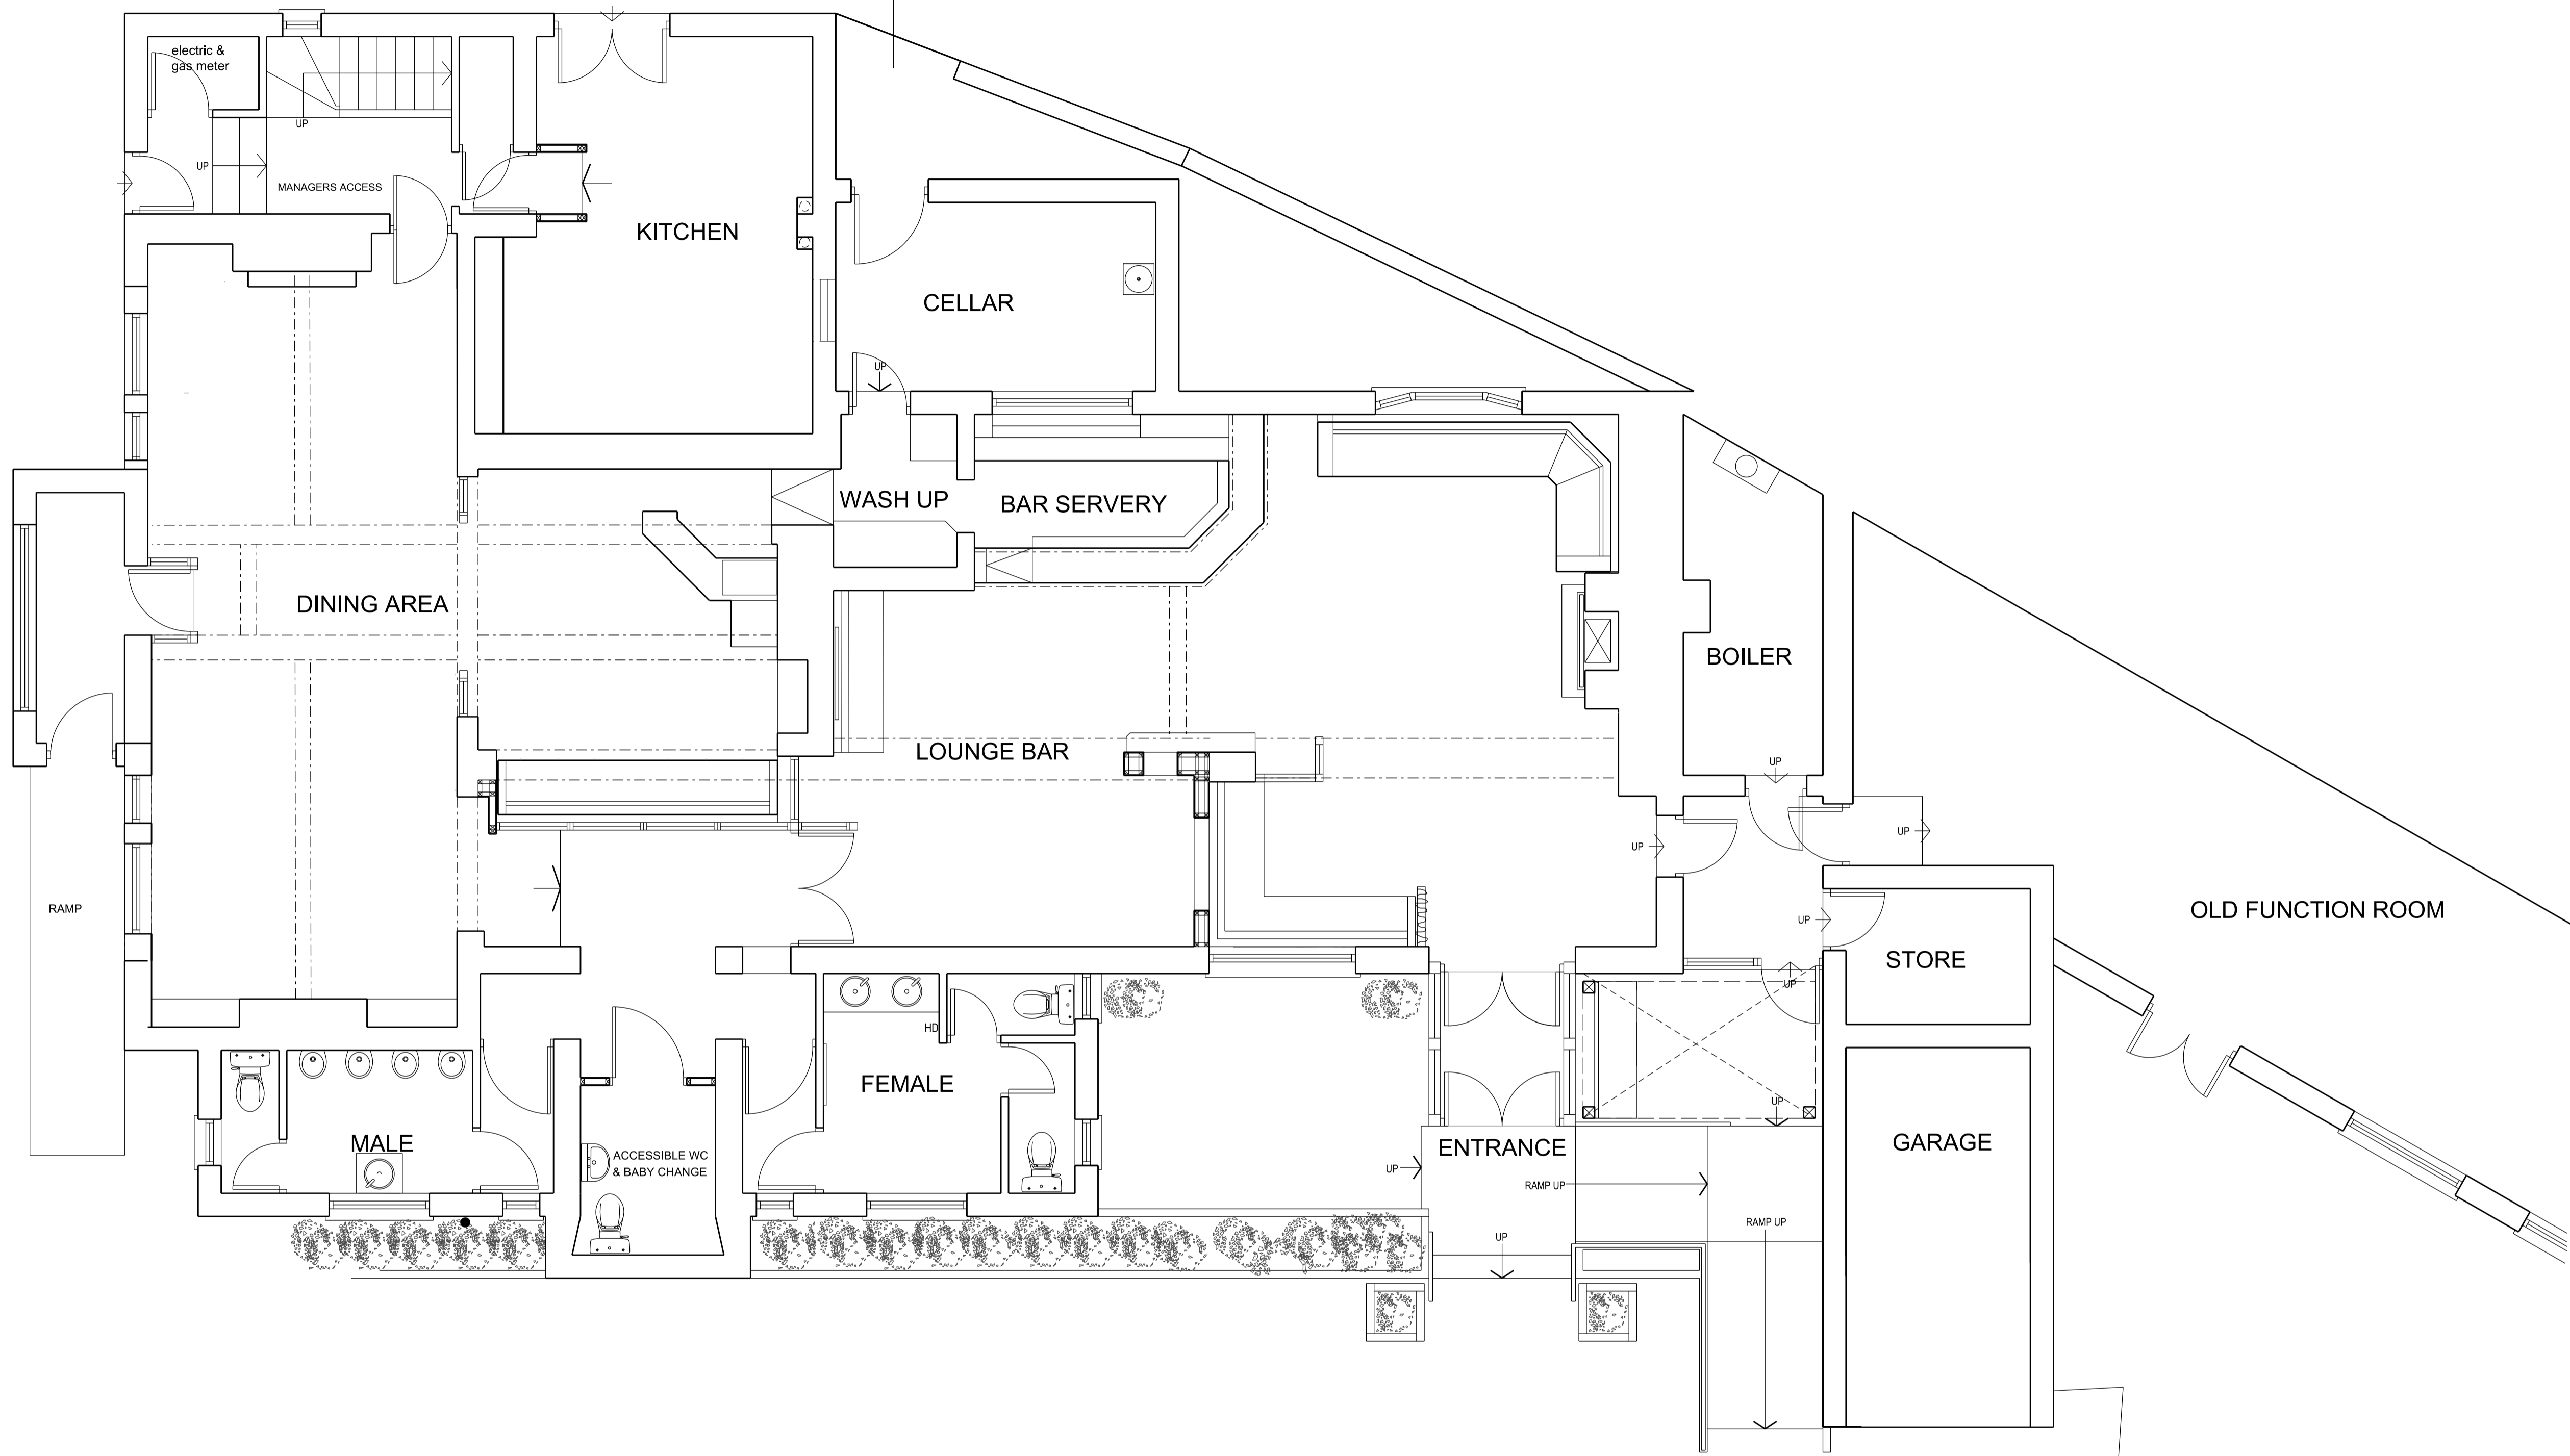 electric &
gas meter
UP
UP
MANAGERS ACCESS
KITCHEN
CELLAR
UP
WASH UP
BAR SERVERY
DINING AREA
BOILER
LOUNGE BAR
UP
UP
UP
RAMP
UP
OLD FUNCTION ROOM
STORE
UP
HD
FEMALE
UP
MALE
ACCESSIBLE WC
& BABY CHANGE
ENTRANCE
GARAGE
UP
RAMP UP
RAMP UP
UP